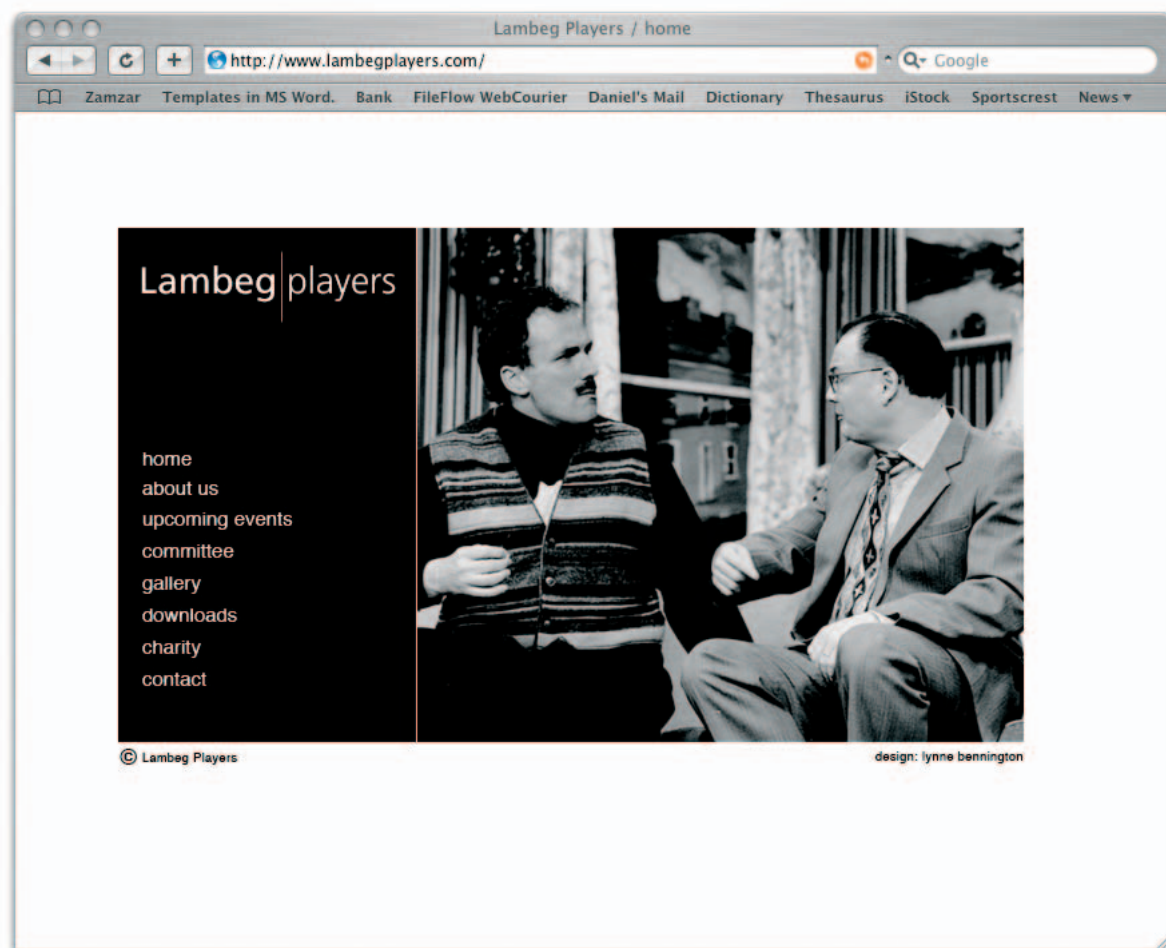 Lambeg Players / home
http://www.lambegplayers.com/
Google
Zamzar Templates in MS Word. Bank FileFlow WebCourier Daniel's Mail Dictionary Thesaurus iStock Sportscrest News
Lambeg players
home
about us
upcoming events
committee
gallery
downloads
charity
contact
© Lambeg Players
design: lynne bennington